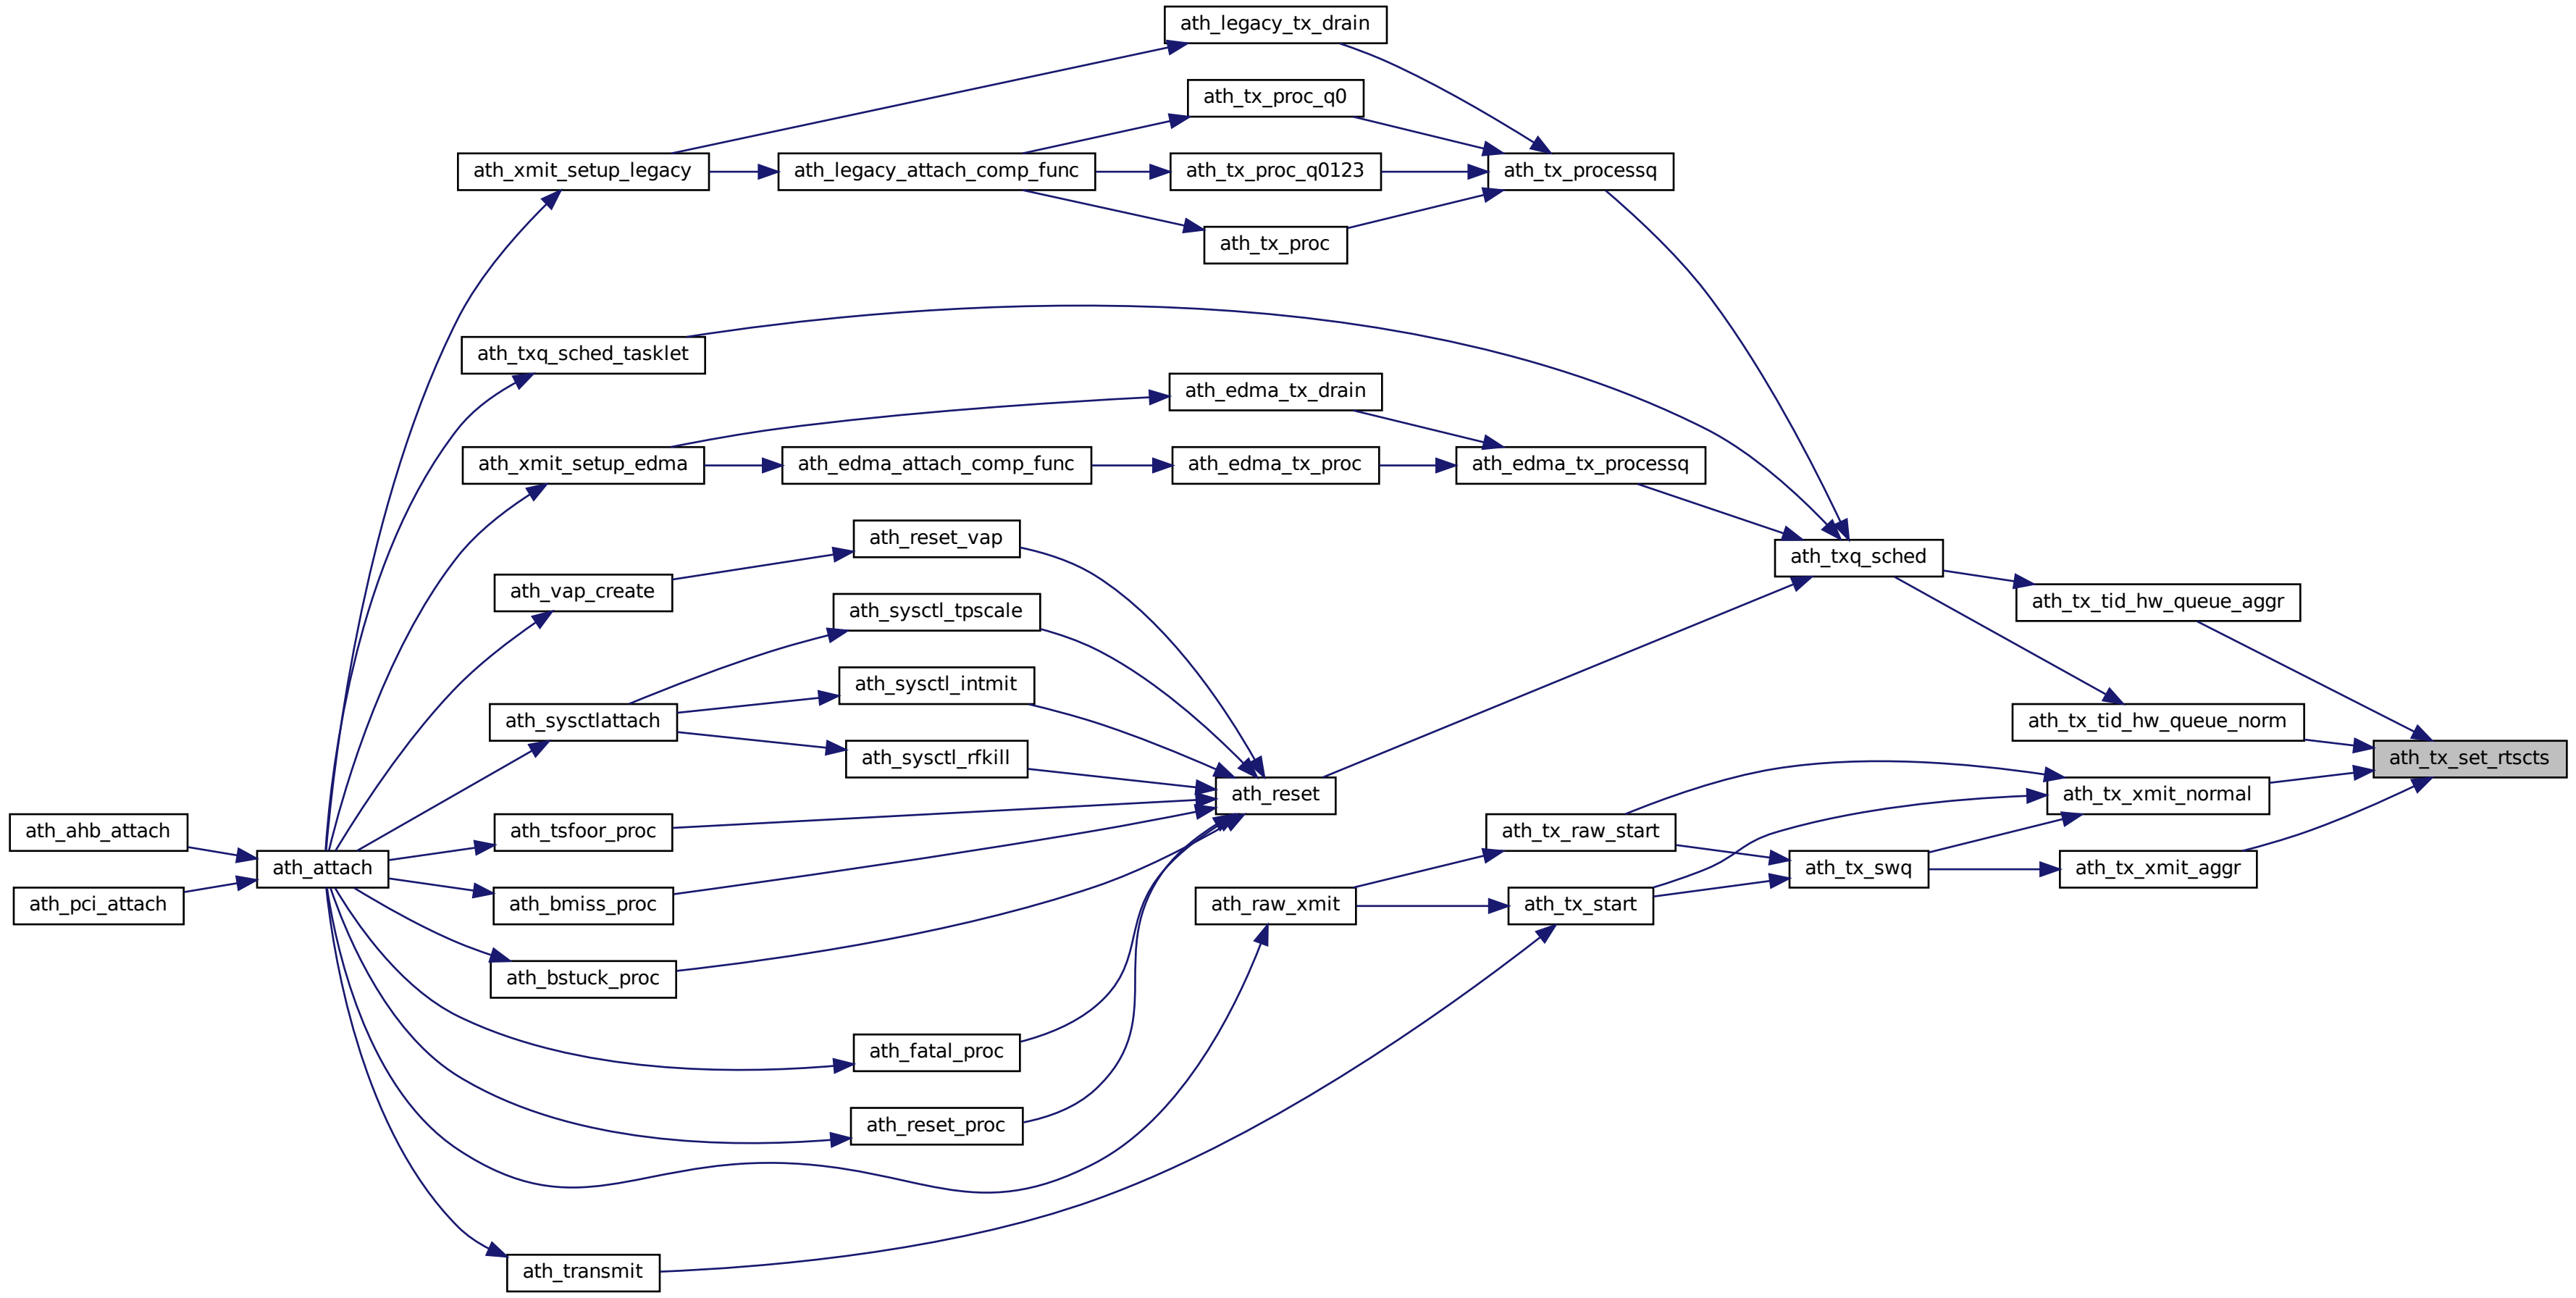 ath_legacy_tx_drain
ath_tx_proc_q0
ath_xmit_setup_legacy
ath_legacy_attach_comp_func
ath_tx_proc_q0123
ath_tx_processq
ath_tx_proc
ath_txq_sched_tasklet
ath_edma_tx_drain
ath_xmit_setup_edma
ath_edma_attach_comp_func
ath_edma_tx_proc
ath_edma_tx_processq
ath_reset_vap
ath_txq_sched
ath_vap_create
ath_sysctl_tpscale
ath_tx_tid_hw_queue_aggr
ath_sysctl_intmit
ath_sysctlattach
ath_tx_tid_hw_queue_norm
ath_sysctl_rfkill
ath_tx_set_rtscts
ath_reset
ath_tx_xmit_normal
ath_ahb_attach
ath_tsfoor_proc
ath_tx_raw_start
ath_attach
ath_tx_swq
ath_tx_xmit_aggr
ath_pci_attach
ath_bmiss_proc
ath_raw_xmit
ath_tx_start
ath_bstuck_proc
ath_fatal_proc
ath_reset_proc
ath_transmit